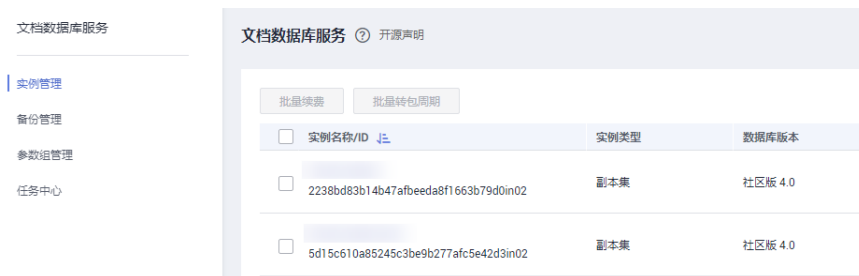 文档数据库服务
实例管理
备份管理
参数组管理
任务中心
文档数据库服务 ? 开源声明
批量续费 批量转包周期
实例名称/ID 实例类型 数据库版本
2238bd83b14b47afbeeda8f1663b79d0in02 副本集 社区版 4.0
5d15c610a85245c3be9b277afc5e42d3in02 副本集 社区版 4.0